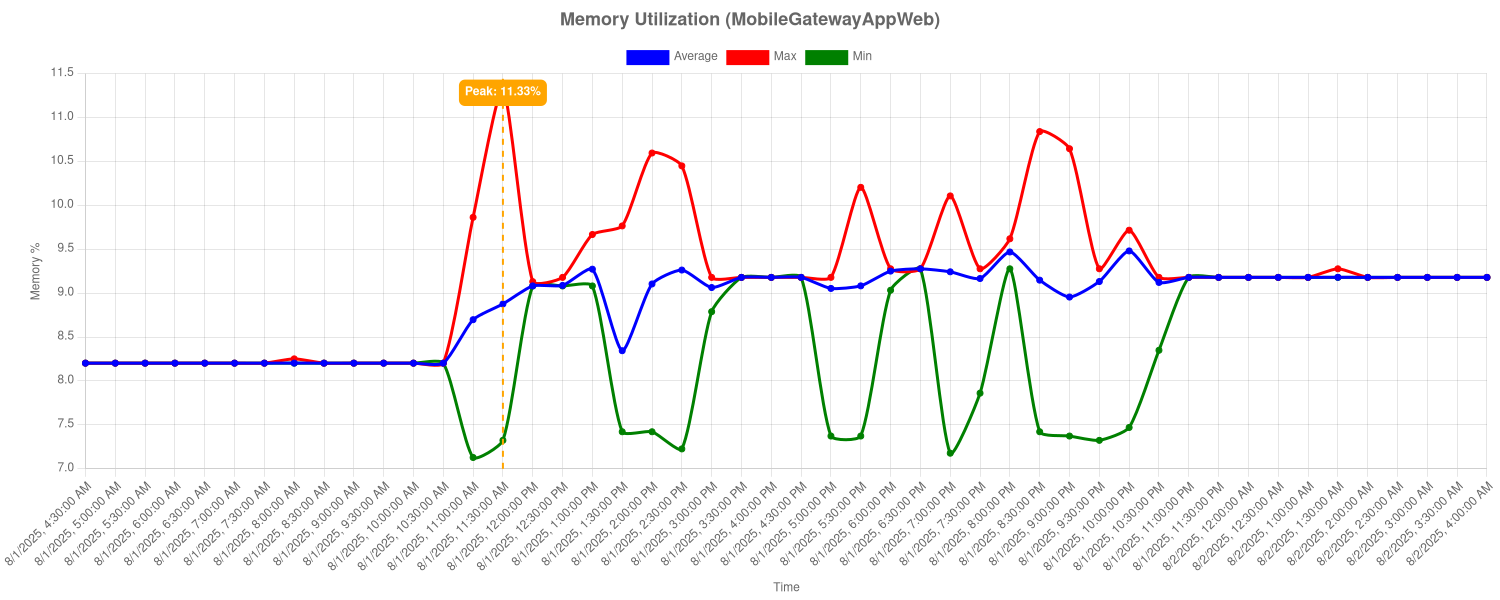 Memory Utilization (MobileGatewayAppWeb)
Average Max Min
Peak: 11.33%
11.5
11.0
10.5
10.0
9.5
9.0
8.5
8.0
7.5
7.0
Memory %
8/1/2025, 4:30:00 AM
8/1/2025, 5:00:00 AM
8/1/2025, 5:30:00 AM
8/1/2025, 6:00:00 AM
8/1/2025, 6:30:00 AM
8/1/2025, 7:00:00 AM
8/1/2025, 7:30:00 AM
8/1/2025, 8:00:00 AM
8/1/2025, 8:30:00 AM
8/1/2025, 9:00:00 AM
8/1/2025, 9:30:00 AM
8/1/2025, 10:00:00 AM
8/1/2025, 10:30:00 AM
8/1/2025, 11:00:00 AM
8/1/2025, 11:30:00 AM
8/1/2025, 12:00:00 PM
8/1/2025, 12:30:00 PM
8/1/2025, 1:00:00 PM
8/1/2025, 1:30:00 PM
8/1/2025, 2:00:00 PM
8/1/2025, 2:30:00 PM
8/1/2025, 3:00:00 PM
8/1/2025, 3:30:00 PM
8/1/2025, 4:00:00 PM
8/1/2025, 4:30:00 PM
8/1/2025, 5:00:00 PM
8/1/2025, 5:30:00 PM
8/1/2025, 6:00:00 PM
8/1/2025, 6:30:00 PM
8/1/2025, 7:00:00 PM
8/1/2025, 7:30:00 PM
8/1/2025, 8:00:00 PM
8/1/2025, 8:30:00 PM
8/1/2025, 9:00:00 PM
8/1/2025, 9:30:00 PM
8/1/2025, 10:00:00 PM
8/1/2025, 10:30:00 PM
8/1/2025, 11:00:00 PM
8/1/2025, 11:30:00 PM
8/2/2025, 12:00:00 AM
8/2/2025, 12:30:00 AM
8/2/2025, 1:00:00 AM
8/2/2025, 1:30:00 AM
8/2/2025, 2:00:00 AM
8/2/2025, 2:30:00 AM
8/2/2025, 3:00:00 AM
8/2/2025, 3:30:00 AM
8/2/2025, 4:00:00 AM
Time